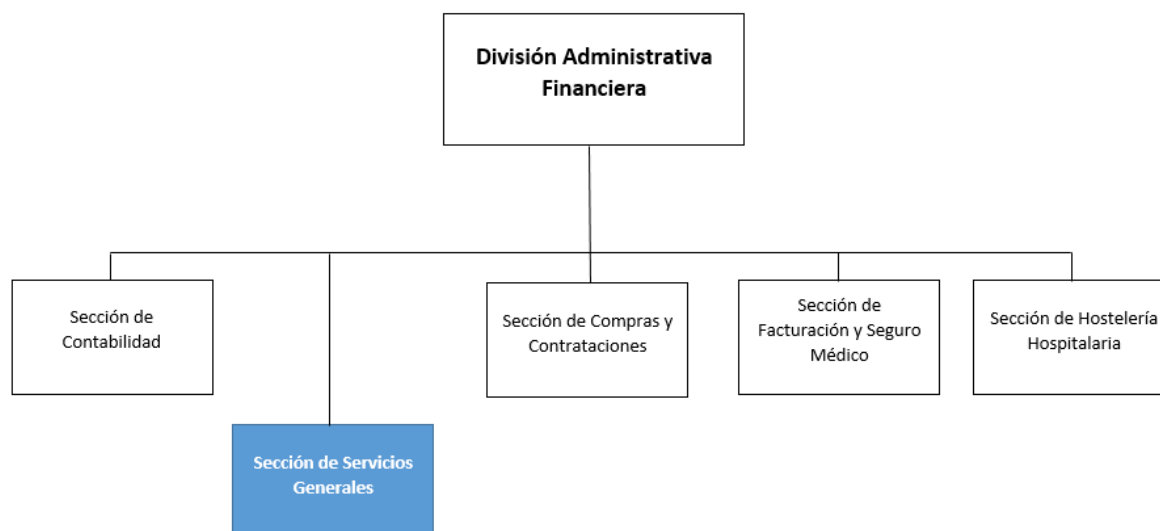 División Administrativa
Financiera
Sección de
Contabilidad
Sección de Compras y
Contrataciones
Sección de
Facturación y Seguro
Médico
Sección de Hostelería
Hospitalaria
Sección de Servicios
Generales